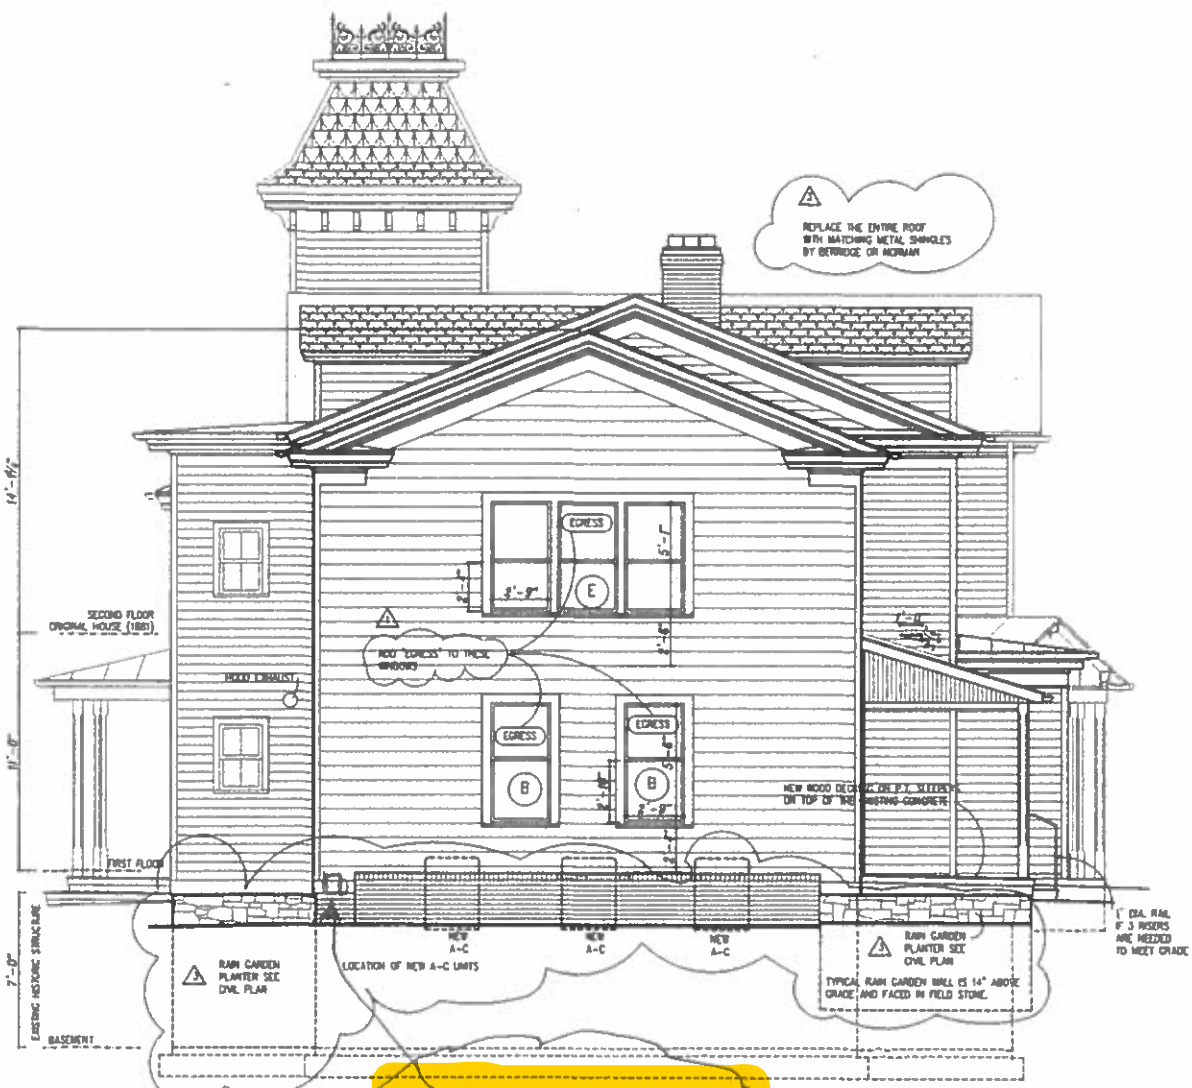 3
REPLACE THE ENTIRE ROOF
WITH MATCHING METAL SHINGLES
BY BERRIDGE OR NORMAN
14'-
EGRESS
5'-1"
E
SECOND FLOOR
ORIGINAL HOUSE (1881)
ADD "EGRESS" TO THESE
WINDOWS
HOOD EXHAUST
EGRESS
EGRESS
B
B
11'-0"
NEW WOOD DECKING ON P.T. SLEEPERS
ON TOP OF THE EXISTING CONCRETE
FIRST FLOOR
NEW
A-C
NEW
A-C
NEW
A-C
LOCATION OF NEW A-C UNITS
3
RAIN GARDEN
PLANTER SEE
CIVIL PLAN
3
RAIN GARDEN
PLANTER SEE
CIVIL PLAN
TYPICAL RAIN GARDEN WALL IS 14" ABOVE
GRADE AND FACED IN FIELD STONE.
1" DIA. RAIL
IF 3 RISERS
ARE NEEDED
TO MEET GRADE
7'-0"
EXISTING HISTORIC STRUCTURE
BASEMENT